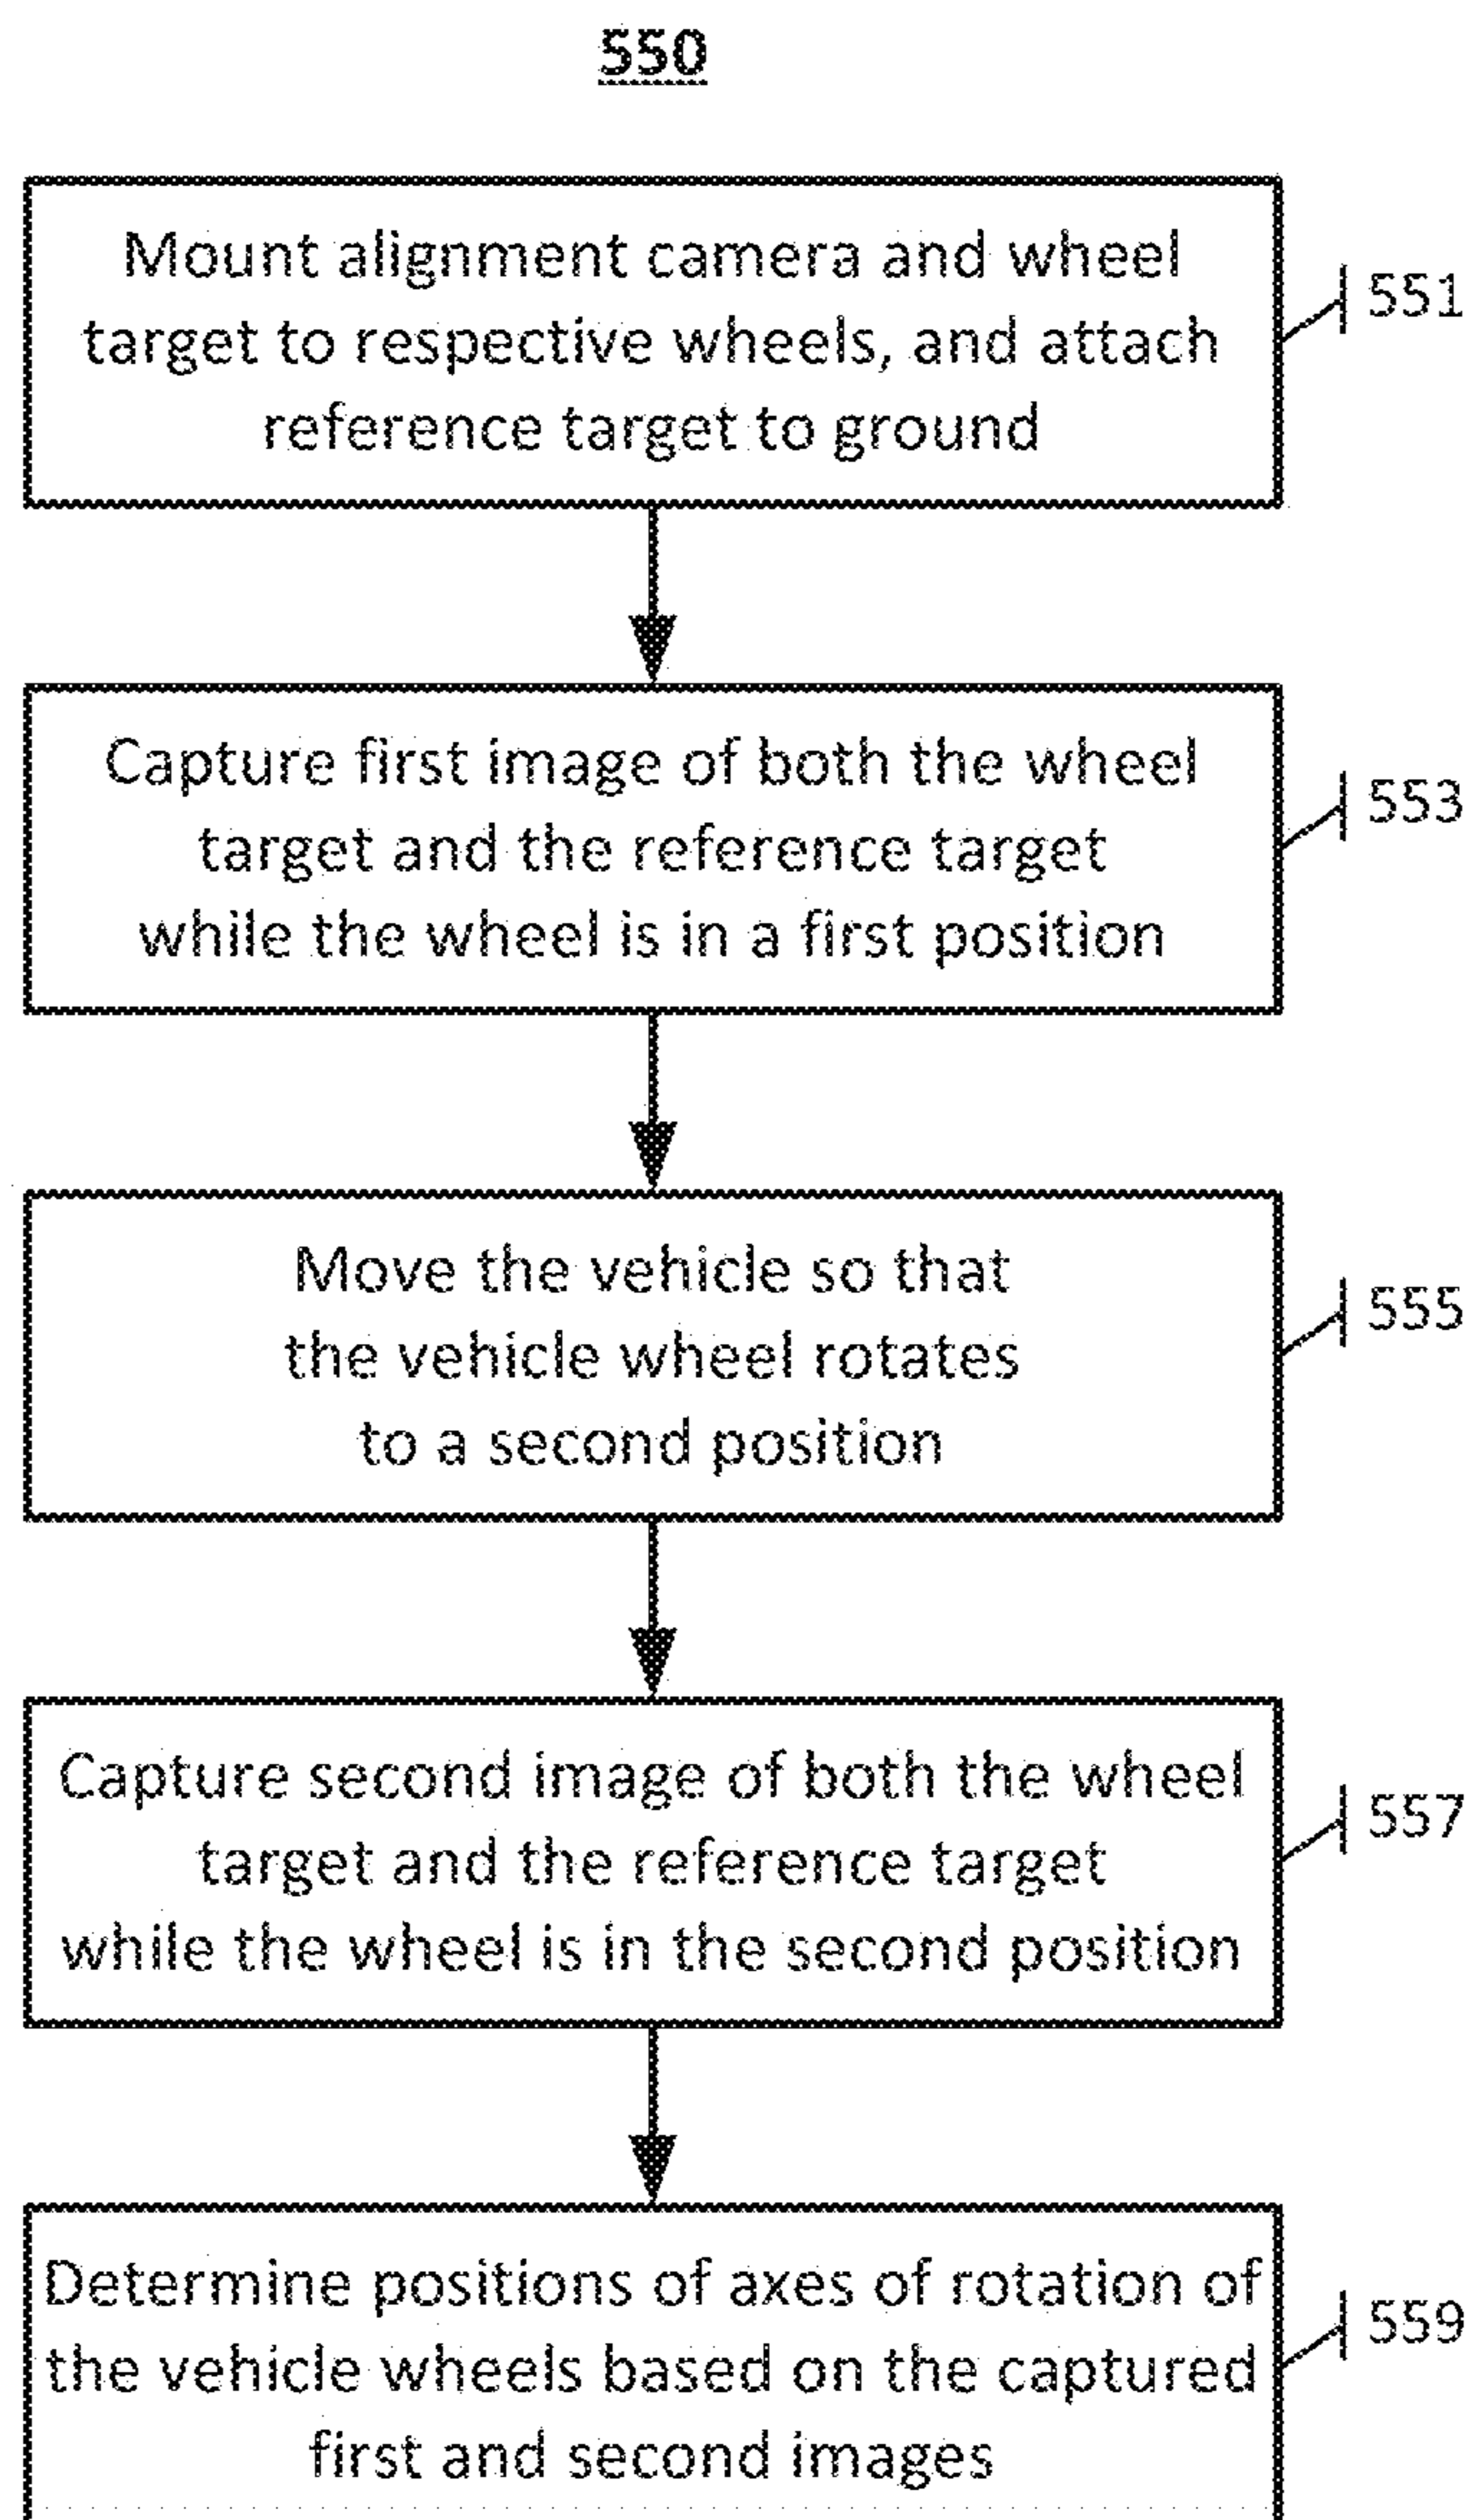 550
Mount alignment camera and wheel
target to respective wheels, and attach
reference target to ground
551
Capture first image of both the wheel
target and the reference target
while the wheel is in a first position
553
Move the vehicle so that
the vehicle wheel rotates
to a second position
555
Capture second image of both the wheel
target and the reference target
while the wheel is in the second position
557
Determine positions of axes of rotation of
the vehicle wheels based on the captured
first and second images
559